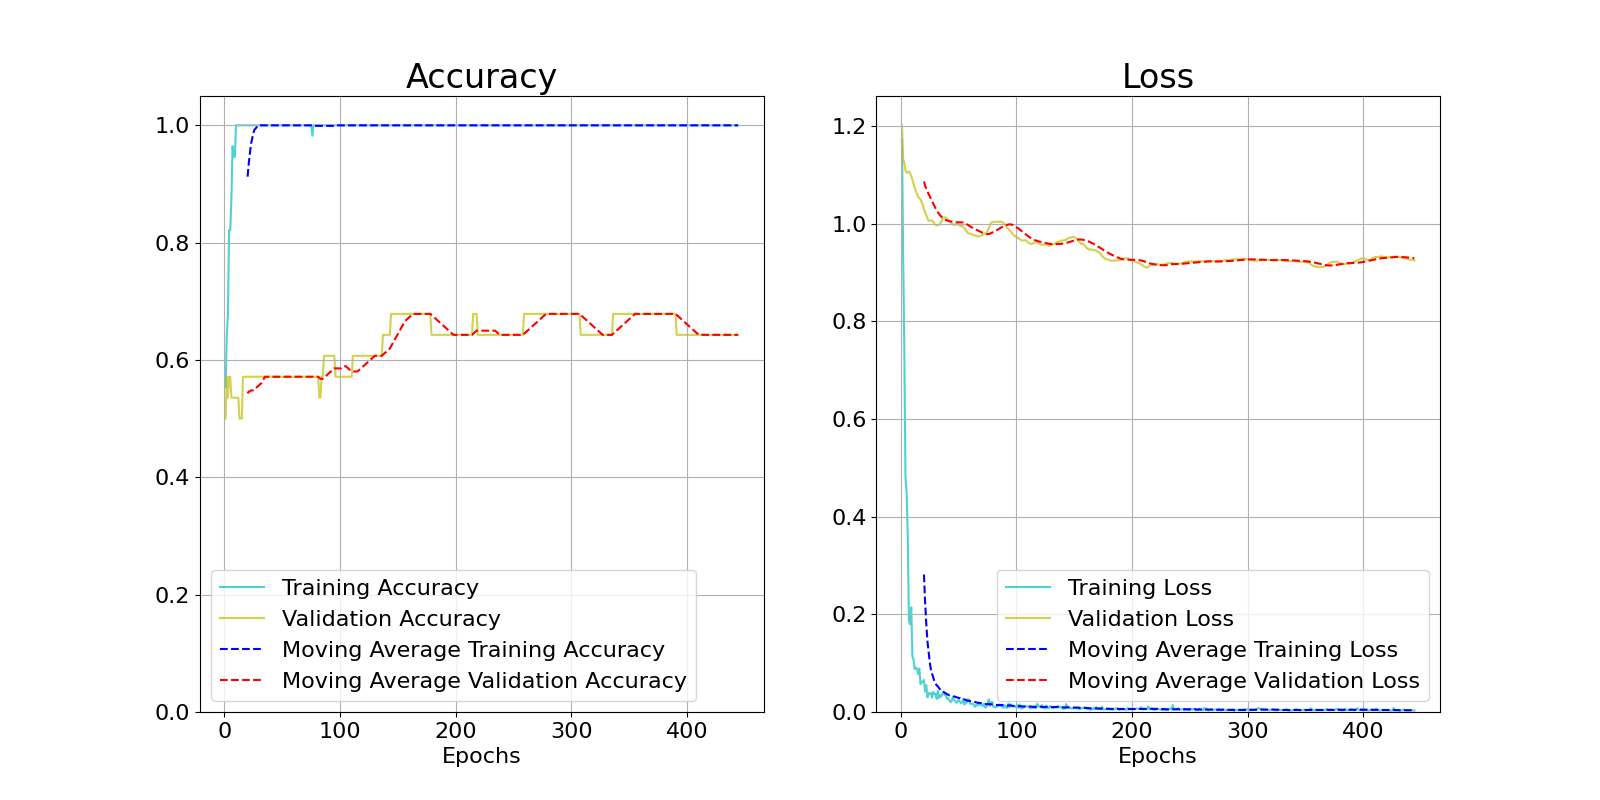 Accuracy
1.0
0.8
0.6
0.4
0.2
0.0
0 100 200 300 400
Epochs
Training Accuracy
Validation Accuracy
Moving Average Training Accuracy
Moving Average Validation Accuracy
Loss
1.2
1.0
0.8
0.6
0.4
0.2
0.0
0 100 200 300 400
Epochs
Training Loss
Validation Loss
Moving Average Training Loss
Moving Average Validation Loss